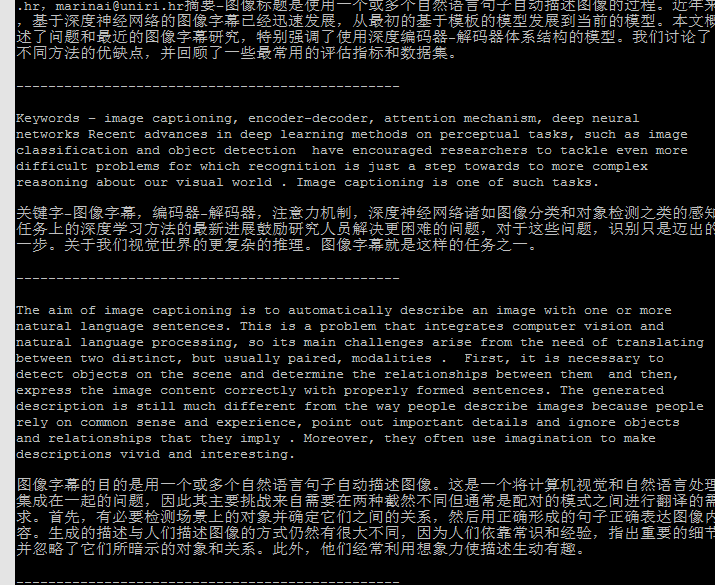 .hr, marinai@uniri.hr摘要-图像标题是使用一个或多个自然语言句子自动描述图像的过程。近年来
，基于深度神经网络的图像字幕已经迅速发展，从最初的基于模板的模型发展到当前的模型。本文概
述了问题和最近的图像字幕研究，特别强调了使用深度编码器-解码器体系结构的模型。我们讨论了
不同方法的优缺点，并回顾了一些最常用的评估指标和数据集。
------------------------------------------------
Keywords - image captioning, encoder-decoder, attention mechanism, deep neural
networks Recent advances in deep learning methods on perceptual tasks, such as image
classification and object detection  have encouraged researchers to tackle even more
difficult problems for which recognition is just a step towards to more complex
reasoning about our visual world . Image captioning is one of such tasks.
关键字-图像字幕，编码器-解码器，注意力机制，深度神经网络诸如图像分类和对象检测之类的感知
任务上的深度学习方法的最新进展鼓励研究人员解决更困难的问题，对于这些问题，识别只是迈出的
一步。关于我们视觉世界的更复杂的推理。图像字幕就是这样的任务之一。
------------------------------------------------
The aim of image captioning is to automatically describe an image with one or more
natural language sentences. This is a problem that integrates computer vision and
natural language processing, so its main challenges arise from the need of translating
between two distinct, but usually paired, modalities .  First, it is necessary to
detect objects on the scene and determine the relationships between them  and then,
express the image content correctly with properly formed sentences. The generated
description is still much different from the way people describe images because people
rely on common sense and experience, point out important details and ignore objects
and relationships that they imply . Moreover, they often use imagination to make
descriptions vivid and interesting.
图像字幕的目的是用一个或多个自然语言句子自动描述图像。这是一个将计算机视觉和自然语言处理
集成在一起的问题，因此其主要挑战来自需要在两种截然不同但通常是配对的模式之间进行翻译的需
求。首先，有必要检测场景上的对象并确定它们之间的关系，然后用正确形成的句子正确表达图像内
容。生成的描述与人们描述图像的方式仍然有很大不同，因为人们依靠常识和经验，指出重要的细节
并忽略了它们所暗示的对象和关系。此外，他们经常利用想象力使描述生动有趣。
------------------------------------------------